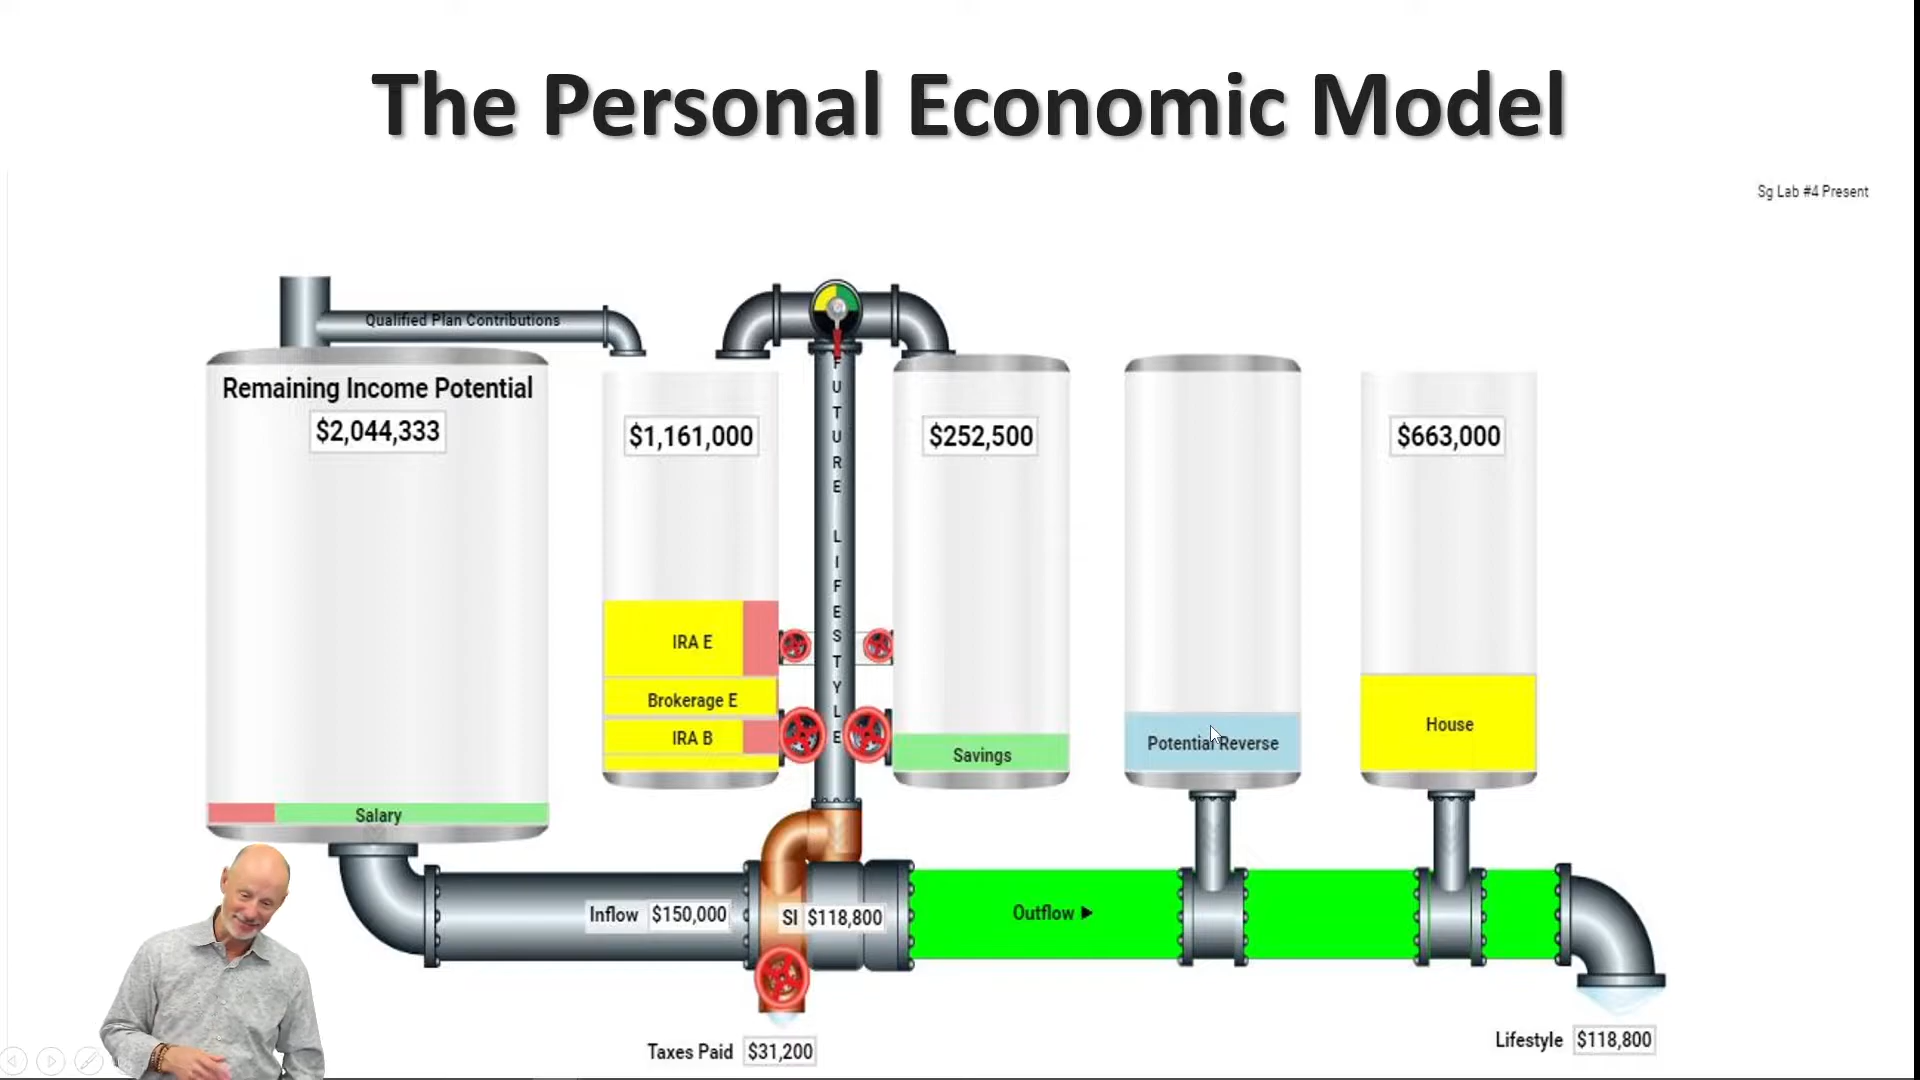 The Personal Economic Model
Sg Lab #4 Present
Qualified Plan Contributions
Remaining Income Potential
$2,044,333
$1,161,000
FUTURE LIFESTYLE
$252,500
$663,000
IRA E
Brokerage E
IRA B
Savings
Potential Reverse
House
Salary
Inflow $150,000
SI $118,800
Outflow ►
Taxes Paid $31,200
Lifestyle $118,800